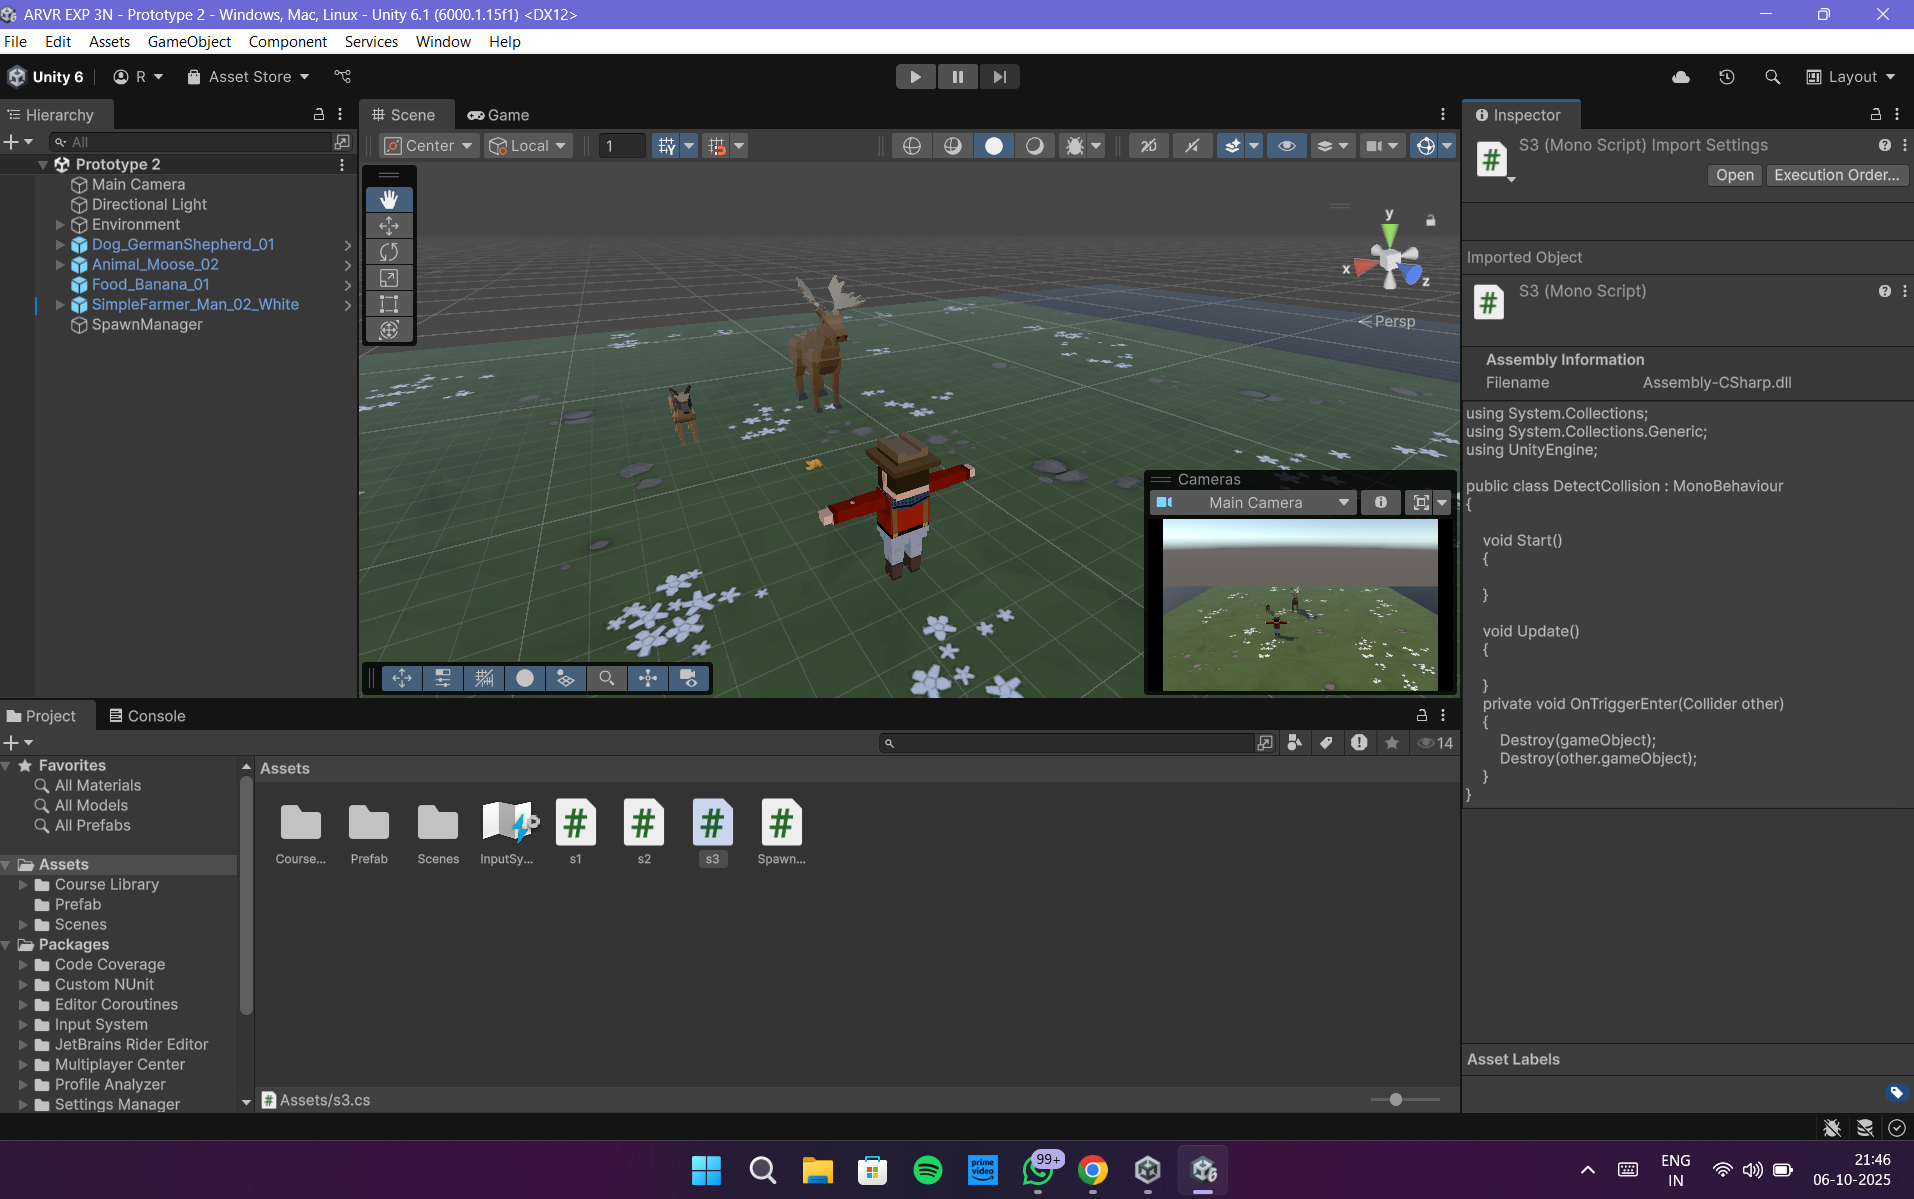 ARVR EXP 3N - Prototype 2 - Windows, Mac, Linux - Unity 6.1 (6000.1.15f1) <DX12>
File Edit Assets GameObject Component Services Window Help
Unity 6 R Asset Store Layout
Hierarchy
All
Prototype 2
Main Camera
Directional Light
Environment
Dog_GermanShepherd_01
Animal_Moose_02
Food_Banana_01
SimpleFarmer_Man_02_White
SpawnManager
Scene Game
Center Local 1 2D
y
x
z
Persp
Cameras
Main Camera
Inspector
S3 (Mono Script) Import Settings
Open Execution Order...
Imported Object
S3 (Mono Script)
Assembly Information
Filename Assembly-CSharp.dll
using System.Collections;
using System.Collections.Generic;
using UnityEngine;
public class DetectCollision : MonoBehaviour
{
void Start()
{
}
void Update()
{
}
private void OnTriggerEnter(Collider other)
{
Destroy(gameObject);
Destroy(other.gameObject);
}
}
Asset Labels
Project Console
14
Favorites
All Materials
All Models
All Prefabs
Assets
Course Library
Prefab
Scenes
Packages
Code Coverage
Custom NUnit
Editor Coroutines
Input System
JetBrains Rider Editor
Multiplayer Center
Profile Analyzer
Settings Manager
Assets
Course... Prefab Scenes InputSy... s1 s2 s3 Spawn...
Assets/s3.cs
prime video
99+
ENG
IN
21:46
06-10-2025